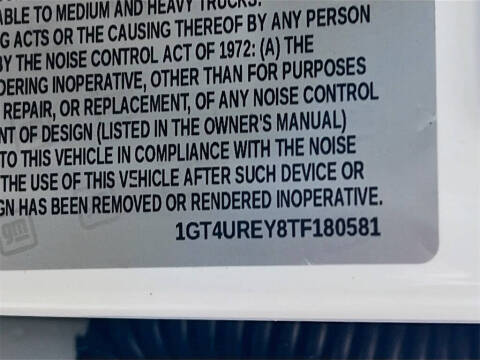 ABLE TO MEDIUM AND HEAVY TRUCKS.
G ACTS OR THE CAUSING THEREOF BY ANY PERSON
BY THE NOISE CONTROL ACT OF 1972: (A) THE
DERING INOPERATIVE, OTHER THAN FOR PURPOSES
REPAIR, OR REPLACEMENT, OF ANY NOISE CONTROL
NT OF DESIGN (LISTED IN THE OWNER'S MANUAL)
TO THIS VEHICLE IN COMPLIANCE WITH THE NOISE
THE USE OF THIS VEHICLE AFTER SUCH DEVICE OR
GN HAS BEEN REMOVED OR RENDERED INOPERATIVE.
gm
1GT4UREY8TF180581